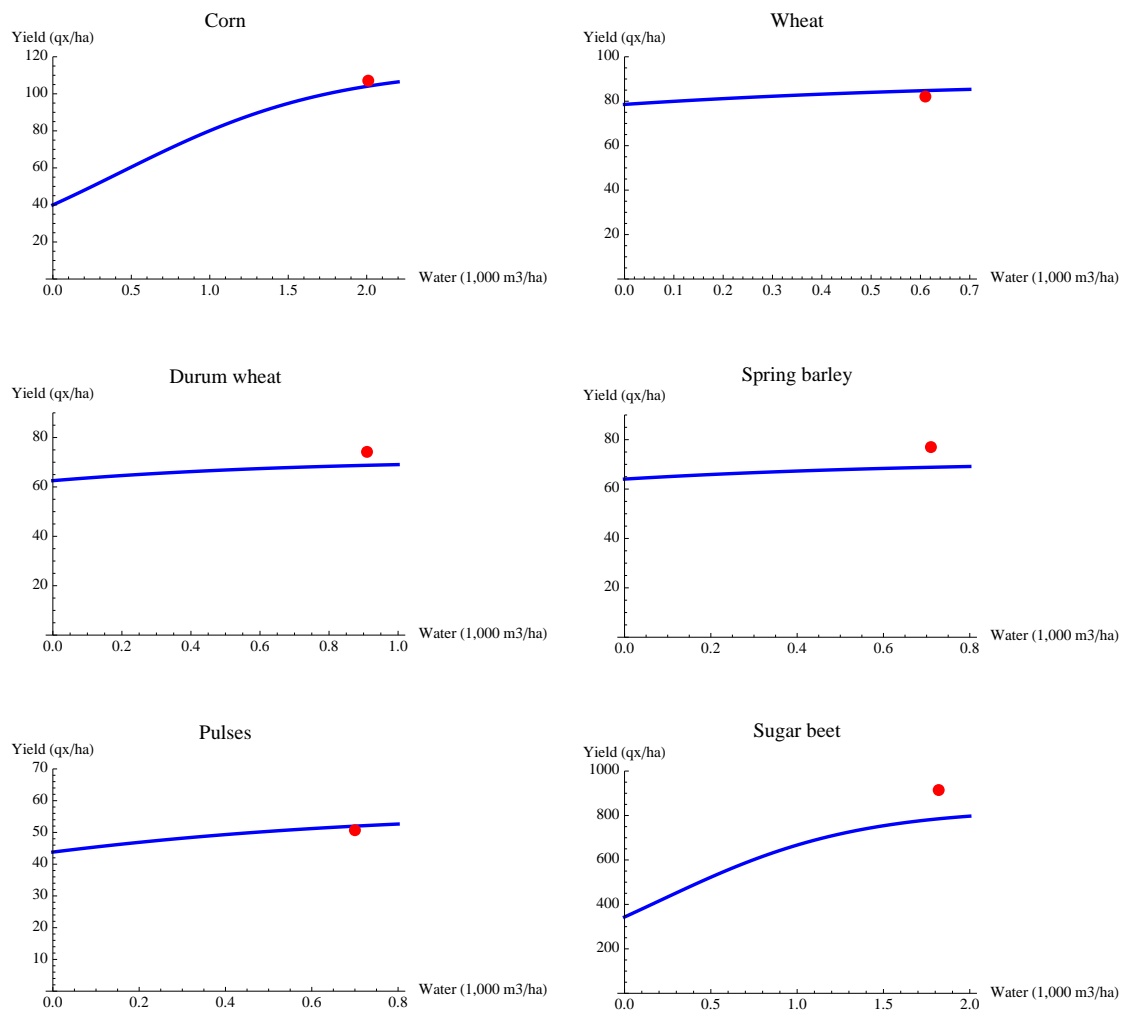 Corn
Yield (qx/ha)
120
100
80
60
40
20
0.0 0.5 1.0 1.5 2.0
Water (1,000 m3/ha)
Wheat
Yield (qx/ha)
100
80
60
40
20
0.0 0.1 0.2 0.3 0.4 0.5 0.6 0.7
Water (1,000 m3/ha)
Durum wheat
Yield (qx/ha)
80
60
40
20
0.0 0.2 0.4 0.6 0.8 1.0
Water (1,000 m3/ha)
Spring barley
Yield (qx/ha)
80
60
40
20
0.0 0.2 0.4 0.6 0.8
Water (1,000 m3/ha)
Pulses
Yield (qx/ha)
70
60
50
40
30
20
10
0.0 0.2 0.4 0.6 0.8
Water (1,000 m3/ha)
Sugar beet
Yield (qx/ha)
1000
800
600
400
200
0.0 0.5 1.0 1.5 2.0
Water (1,000 m3/ha)